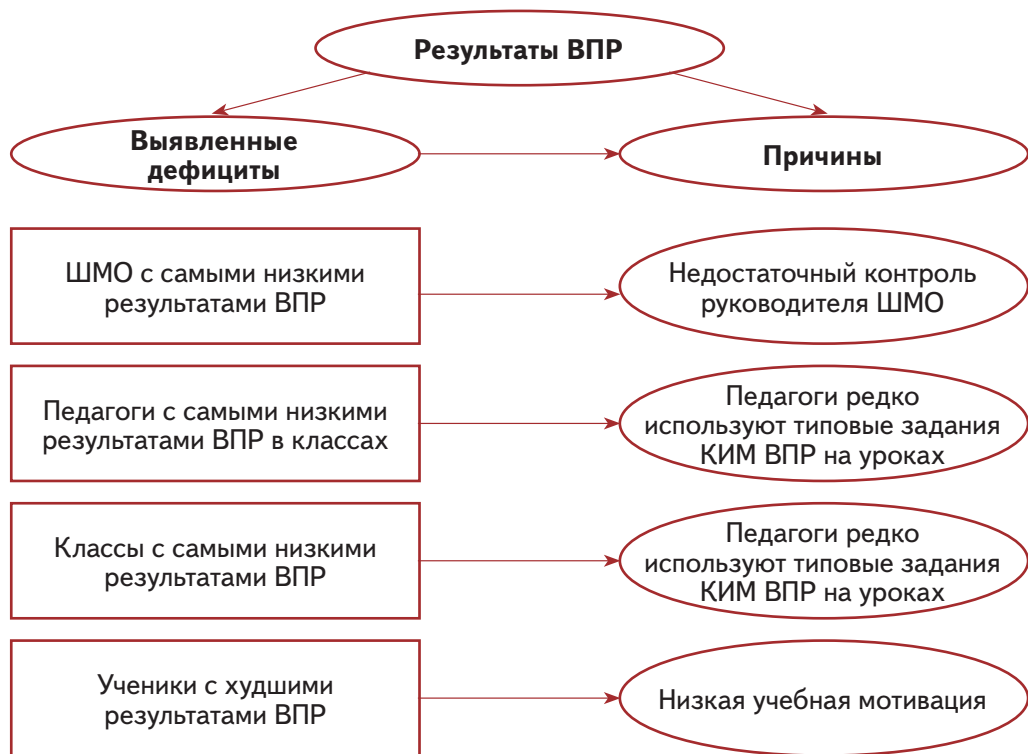 Результаты ВПР
Выявленные
дефициты
Причины
ШМО с самыми низкими
результатами ВПР
Недостаточный контроль
руководителя ШМО
Педагоги с самыми низкими
результатами ВПР в классах
Педагоги редко
используют типовые задания
КИМ ВПР на уроках
Классы с самыми низкими
результатами ВПР
Педагоги редко
используют типовые задания
КИМ ВПР на уроках
Ученики с худшими
результатами ВПР
Низкая учебная мотивация